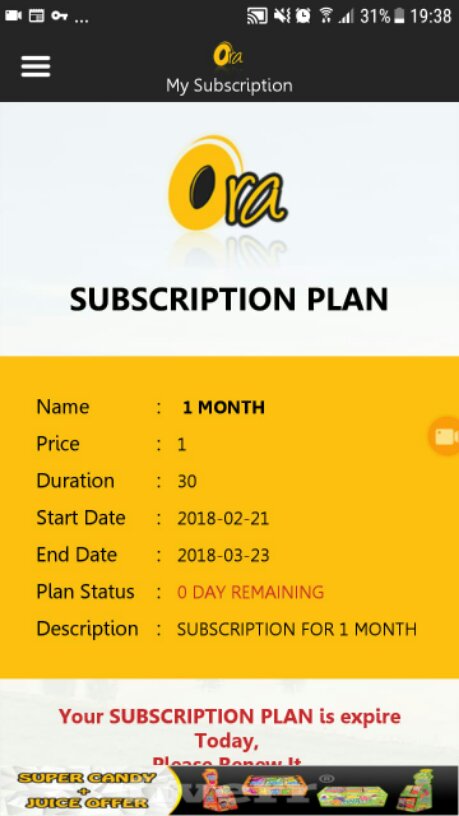 31% 19:38
Ora
My Subscription
Ora
SUBSCRIPTION PLAN
Name : 1 MONTH
Price : 1
Duration : 30
Start Date : 2018-02-21
End Date : 2018-03-23
Plan Status : 0 DAY REMAINING
Description : SUBSCRIPTION FOR 1 MONTH
Your SUBSCRIPTION PLAN is expire
Today,
Please Renew It
SUPER CANDY
+
JUICE OFFER